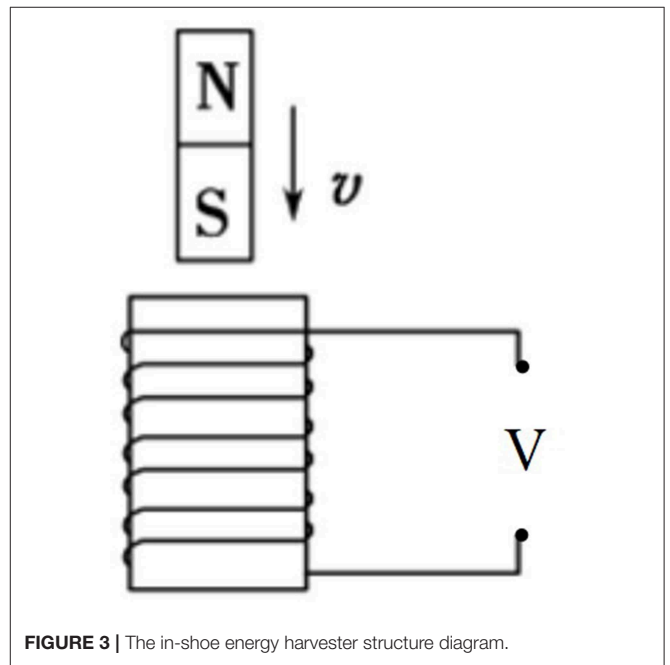 N
S
v
V
FIGURE 3 | The in-shoe energy harvester structure diagram.